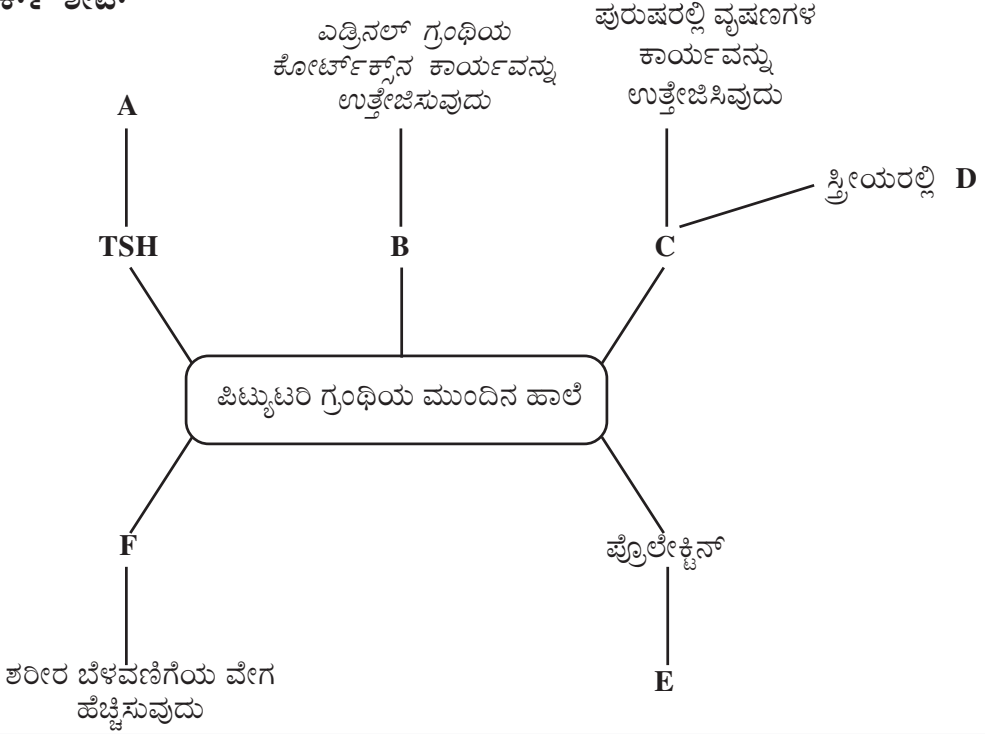 ಎಡ್ರಿನಲ್ ಗ್ರಂಥಿಯ
ಕೋರ್ಟೆಕ್ಸ್‌ನ ಕಾರ್ಯವನ್ನು
ಉತ್ತೇಜಿಸುವುದು
ಪುರುಷರಲ್ಲಿ ವೃಷಣಗಳ
ಕಾರ್ಯವನ್ನು
ಉತ್ತೇಜಿಸಿವುದು
A
ಸ್ತ್ರೀಯರಲ್ಲಿ D
TSH
B
C
ಪಿಟ್ಯುಟರಿ ಗ್ರಂಥಿಯ ಮುಂದಿನ ಹಾಲೆ
F
ಪ್ರೊಲೇಕ್ಟಿನ್
ಶರೀರ ಬೆಳವಣಿಗೆಯ ವೇಗ
ಹೆಚ್ಚಿಸುವುದು
E